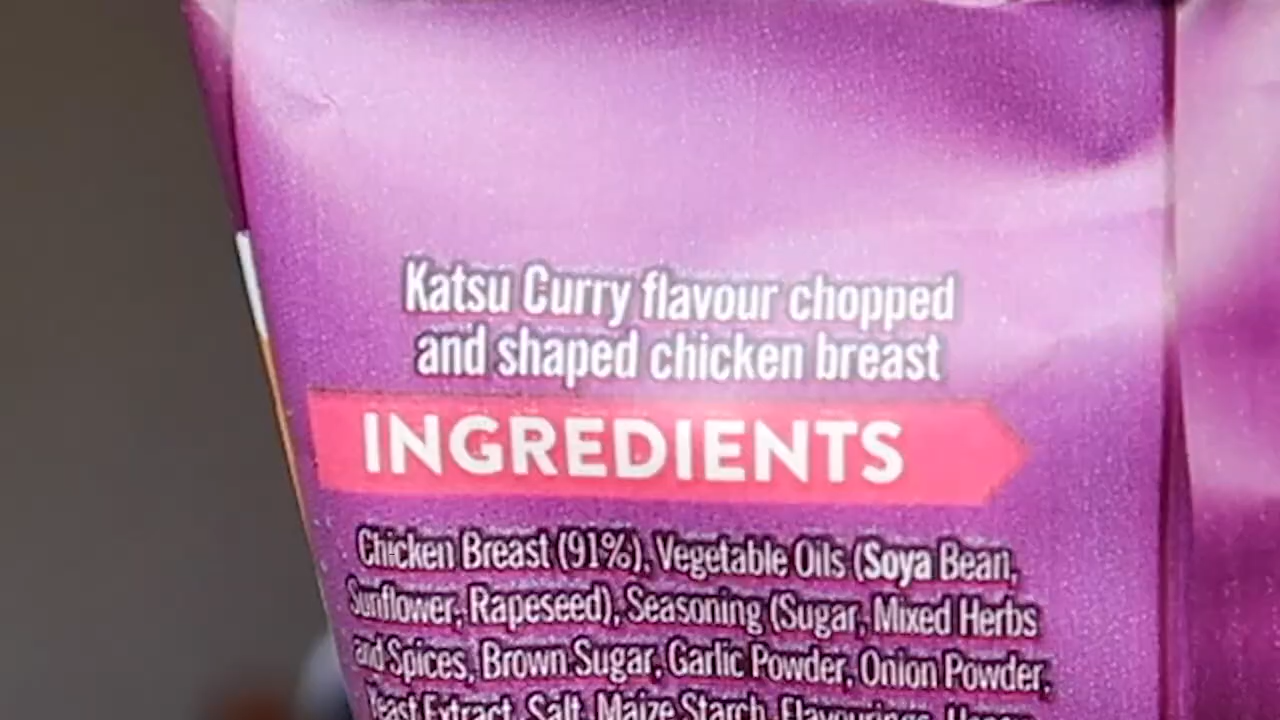 Katsu Curry flavour chopped
and shaped chicken breast
INGREDIENTS
Chicken Breast (91%), Vegetable Oils (Soya Bean,
Sunflower, Rapeseed), Seasoning (Sugar, Mixed Herbs
and Spices, Brown Sugar, Garlic Powder, Onion Powder,
Yeast Extract, Salt, Maize Starch, Flavourings,